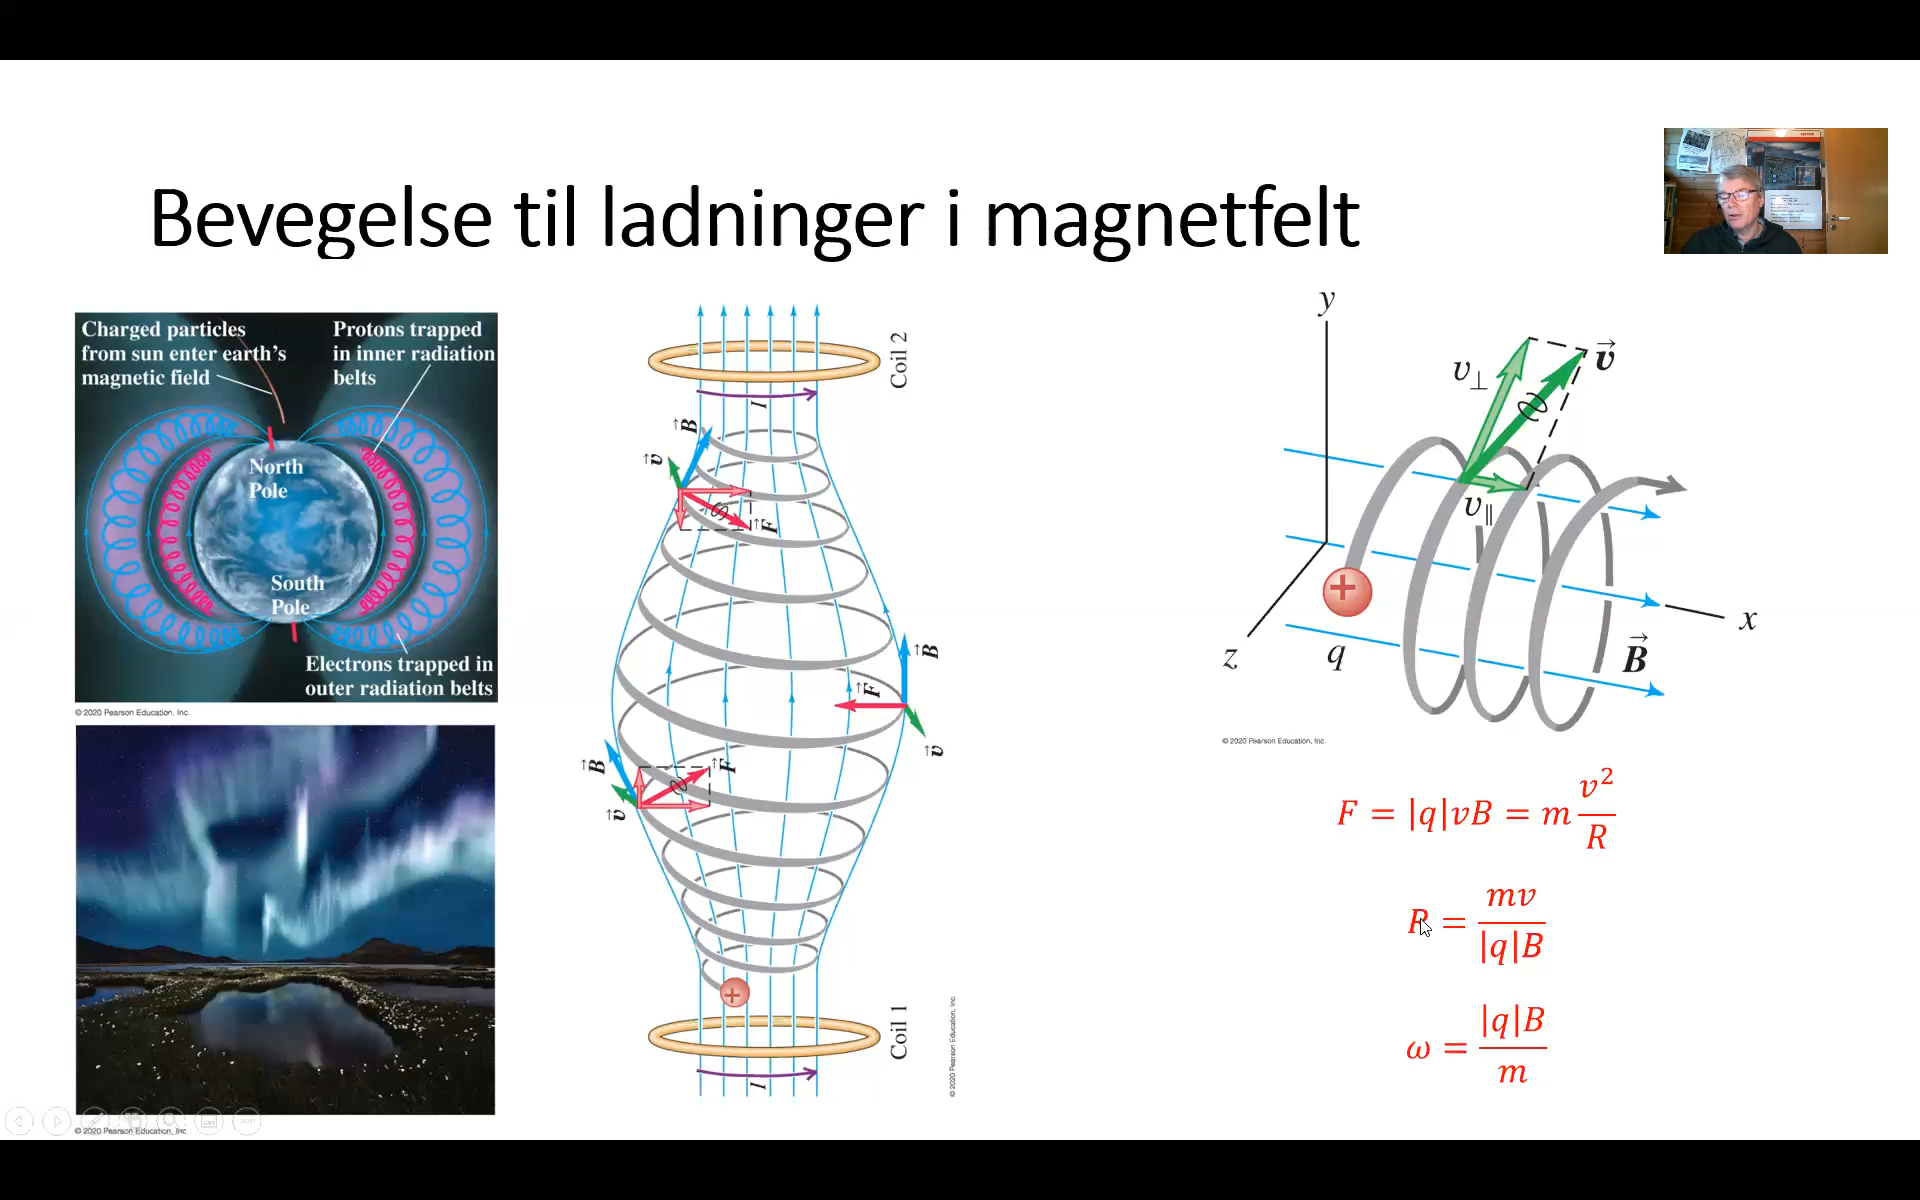 Bevegelse til ladninger i magnetfelt
Charged particles
from sun enter earth's
magnetic field
Protons trapped
in inner radiation
belts
North
Pole
South
Pole
Electrons trapped in
outer radiation belts
© 2020 Pearson Education, Inc.
© 2020 Pearson Education, Inc.
Coil 2
I
B⃗
v⃗
F⃗
B⃗
F⃗
v⃗
B⃗
F⃗
v⃗
+
Coil 1
I
© 2020 Pearson Education, Inc.
y
v⊥
v⃗
v∥
+
x
z
q
B⃗
© 2020 Pearson Education, Inc.
F = |q|vB = m v²/R
R = mv/|q|B
ω = |q|B/m